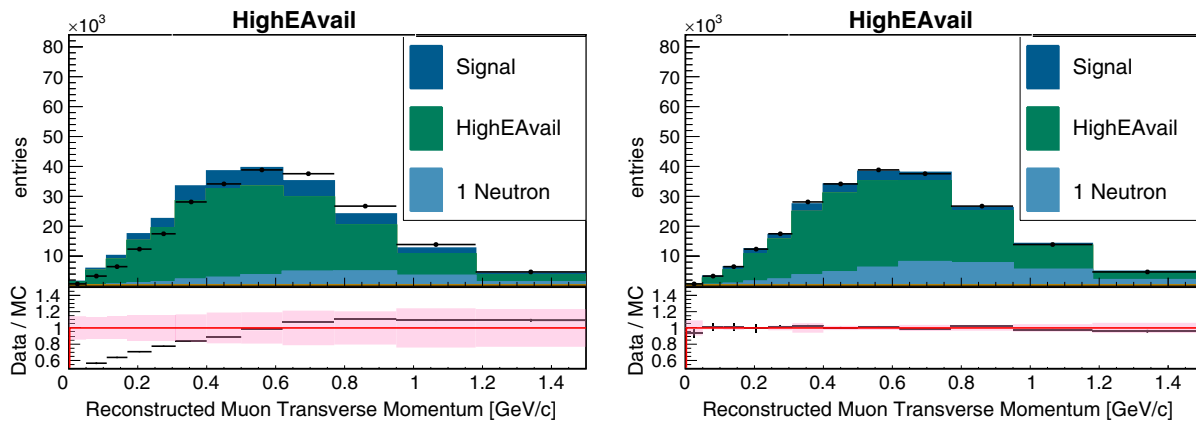 HighEAvail
×10³
80
70
60
50
40
30
20
10
entries
Signal
HighEAvail
1 Neutron
1.4
1.2
1
0.8
0.6
Data / MC
0 0.2 0.4 0.6 0.8 1 1.2 1.4
Reconstructed Muon Transverse Momentum [GeV/c]
HighEAvail
×10³
80
70
60
50
40
30
20
10
entries
Signal
HighEAvail
1 Neutron
1.4
1.2
1
0.8
0.6
Data / MC
0 0.2 0.4 0.6 0.8 1 1.2 1.4
Reconstructed Muon Transverse Momentum [GeV/c]